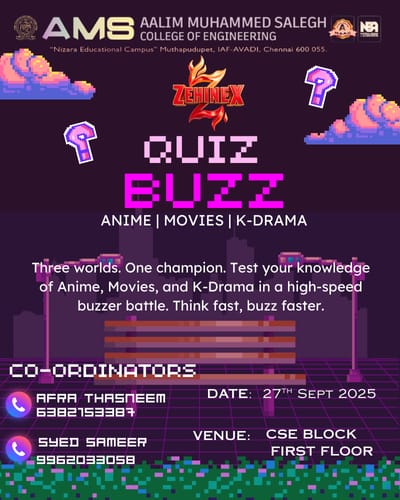 AMS AALIM MUHAMMED SALEGH
COLLEGE OF ENGINEERING
"Nizara Educational Campus" Muthapudupet, IAF-AVADI, Chennai 600 055.
ZEHINEX
QUIZ
BUZZ
ANIME | MOVIES | K-DRAMA
Three worlds. One champion. Test your knowledge
of Anime, Movies, and K-Drama in a high-speed
buzzer battle. Think fast, buzz faster.
CO-ORDINATORS
AFRA THASNEEM
6382153387
SYED SAMEER
9962033058
DATE: 27TH SEPT 2025
VENUE: CSE BLOCK
FIRST FLOOR